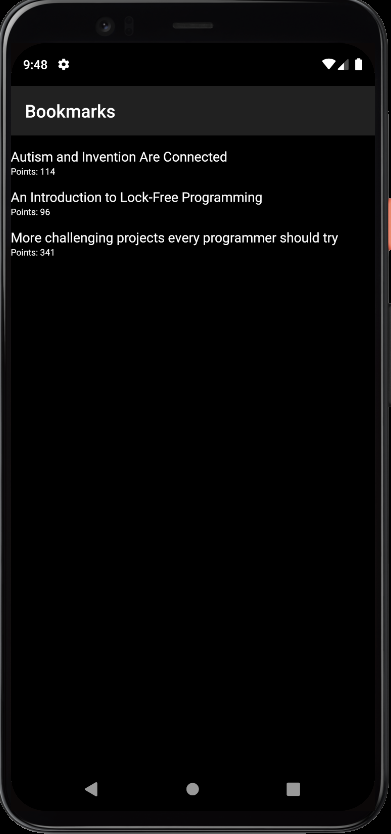 9:48
Bookmarks
Autism and Invention Are Connected
Points: 114
An Introduction to Lock-Free Programming
Points: 96
More challenging projects every programmer should try
Points: 341